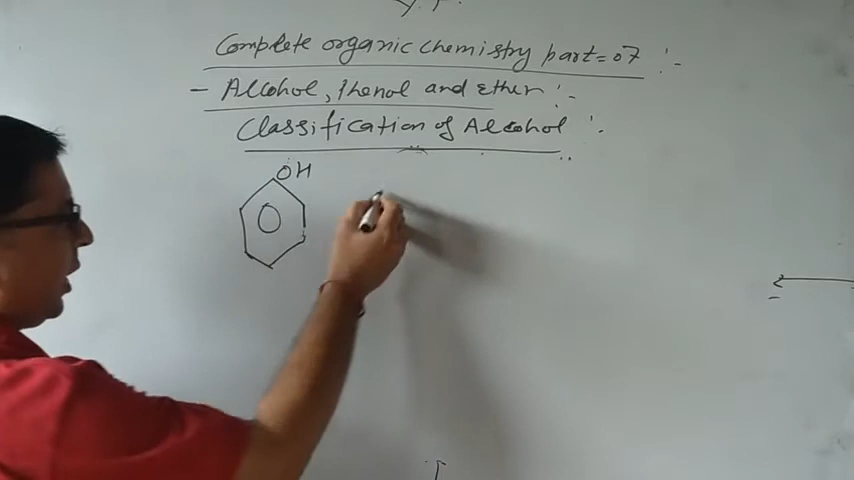 Complete organic chemistry part=07 :-
- Alcohol, Phenol and Ether :-
Classification of Alcohol :
OH